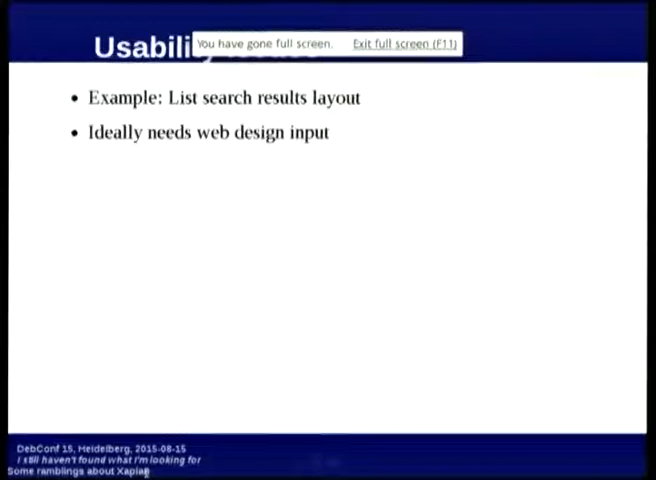 Usabili
You have gone full screen. Exit full screen (F11)
• Example: List search results layout
• Ideally needs web design input
DebConf 15, Heidelberg, 2015-08-15
I still haven't found what I'm looking for
Some ramblings about Xapian